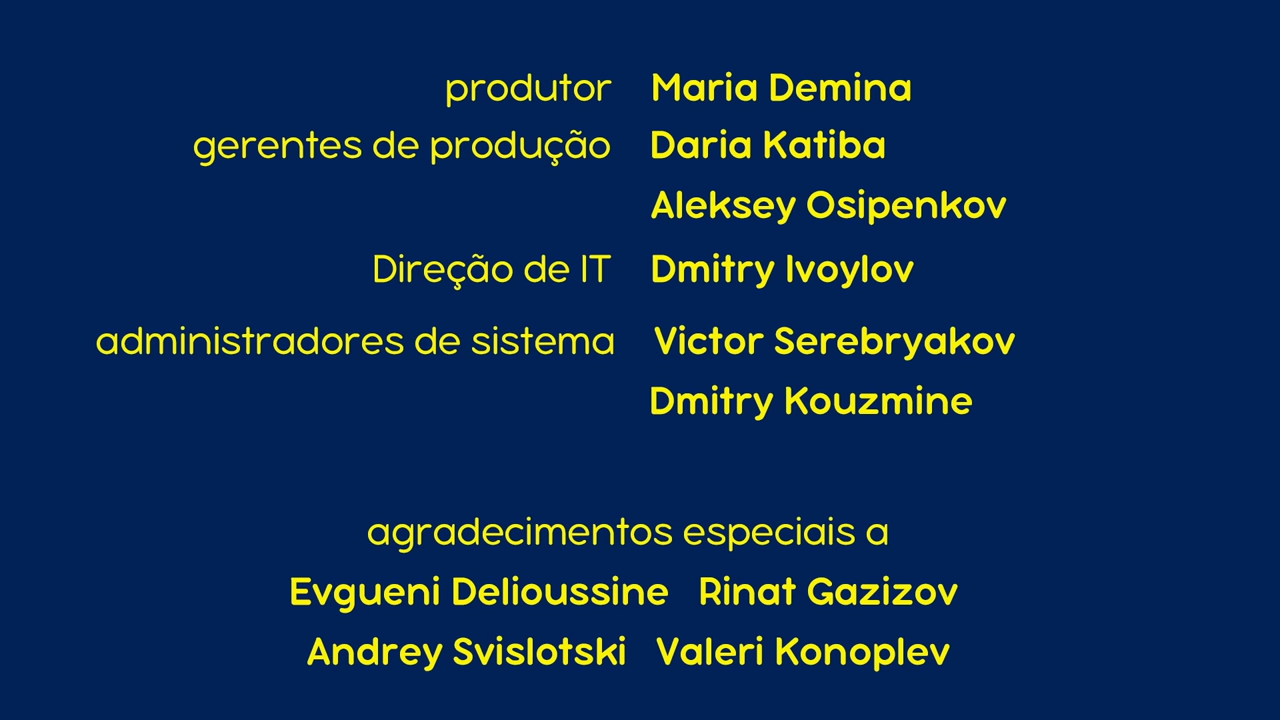 produtor Maria Demina
gerentes de produção Daria Katiba
Aleksey Osipenkov
Direção de IT Dmitry Ivoylov
administradores de sistema Victor Serebryakov
Dmitry Kouzmine
agradecimentos especiais a
Evgueni Delioussine Rinat Gazizov
Andrey Svislotski Valeri Konoplev